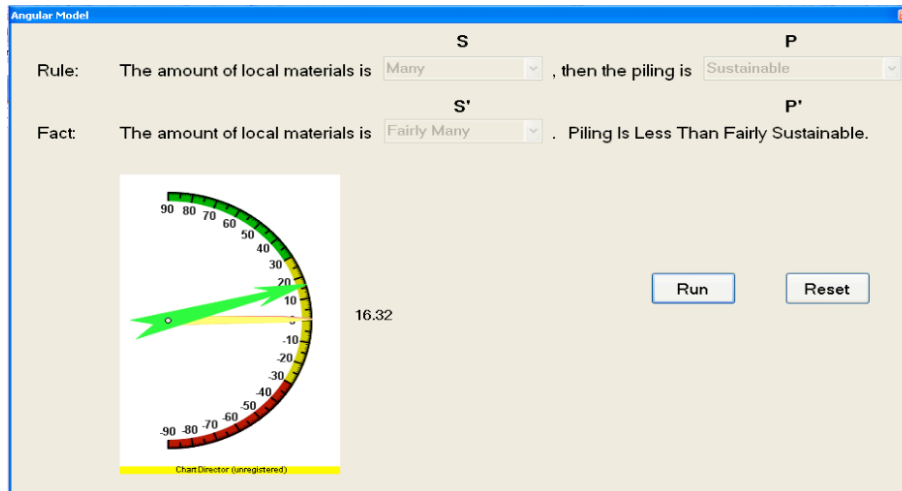 Angular Model
S P
Rule: The amount of local materials is Many , then the piling is Sustainable
S' P'
Fact: The amount of local materials is Fairly Many . Piling Is Less Than Fairly Sustainable.
90 80 70 60 50 40 30 20 10
16.32
-10 -20 -30 -40 -50 -60 -70 -80 -90
Run Reset
ChartDirector (unregistered)